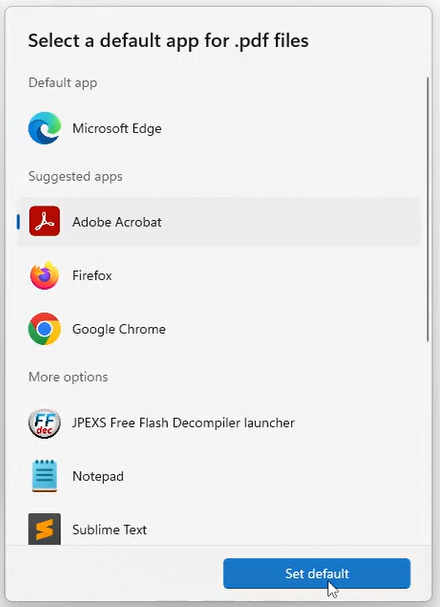 Select a default app for .pdf files
Default app
Microsoft Edge
Suggested apps
Adobe Acrobat
Firefox
Google Chrome
More options
FF
dec
JPEXS Free Flash Decompiler launcher
Notepad
Sublime Text
Set default